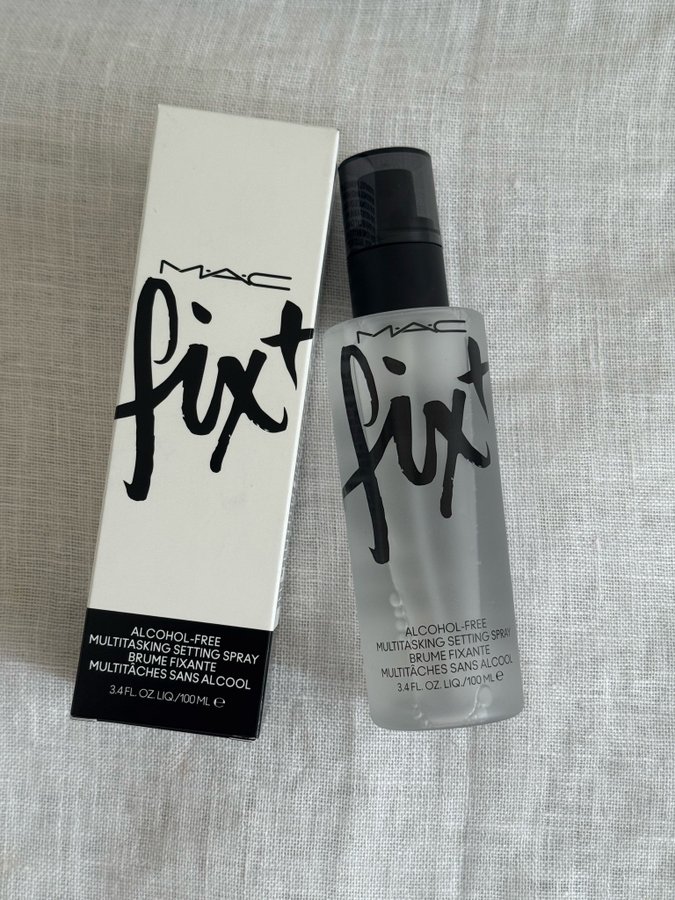 M·A·C
fix+
ALCOHOL-FREE
MULTITASKING SETTING SPRAY
BRUME FIXANTE
MULTITÂCHES SANS ALCOOL
3.4 FL. OZ. LIQ./100 ML ℮
M·A·C
fix+
ALCOHOL-FREE
MULTITASKING SETTING SPRAY
BRUME FIXANTE
MULTITÂCHES SANS ALCOOL
3.4 FL. OZ. LIQ./100 ML ℮